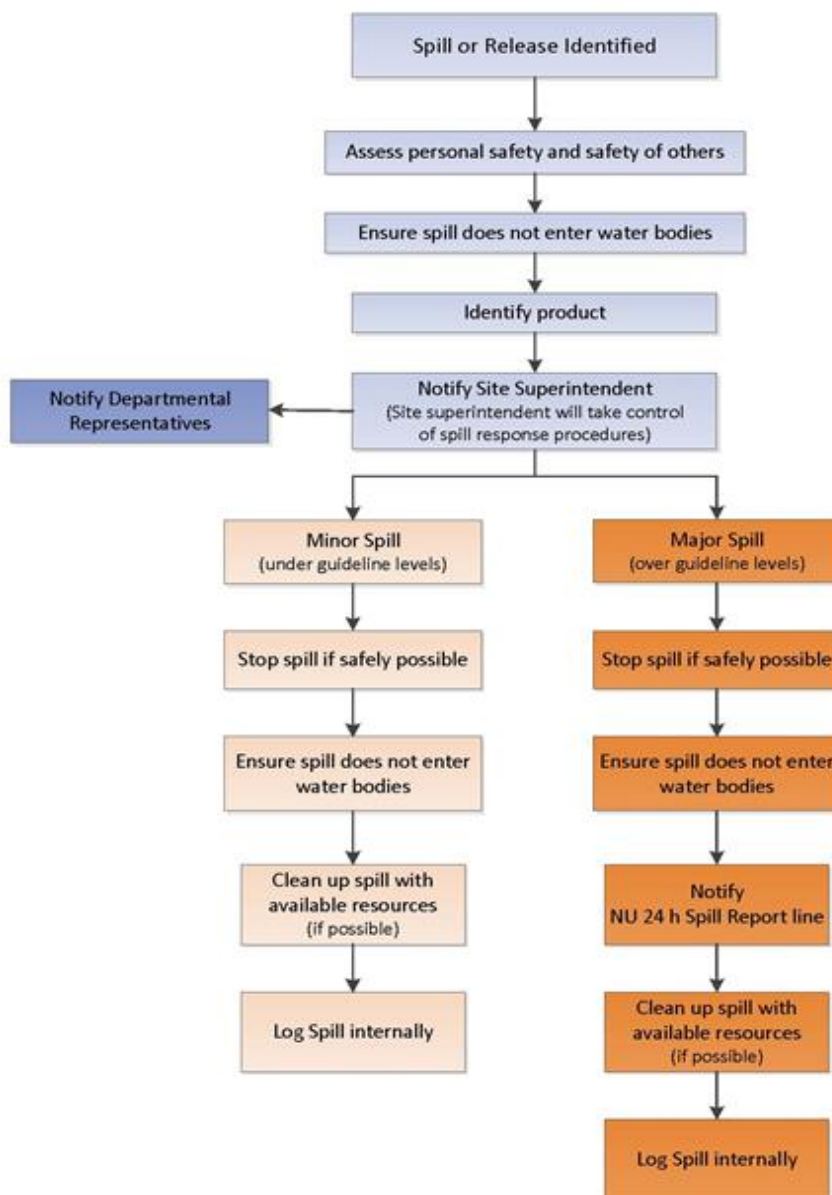 Spill or Release Identified
Assess personal safety and safety of others
Ensure spill does not enter water bodies
Identify product
Notify Site Superintendent
(Site superintendent will take control
of spill response procedures)
Notify Departmental
Representatives
Minor Spill
(under guideline levels)
Stop spill if safely possible
Ensure spill does not enter
water bodies
Clean up spill with
available resources
(if possible)
Log Spill internally
Major Spill
(over guideline levels)
Stop spill if safely possible
Ensure spill does not enter
water bodies
Notify
NU 24 h Spill Report line
Clean up spill with
available resources
(if possible)
Log Spill internally